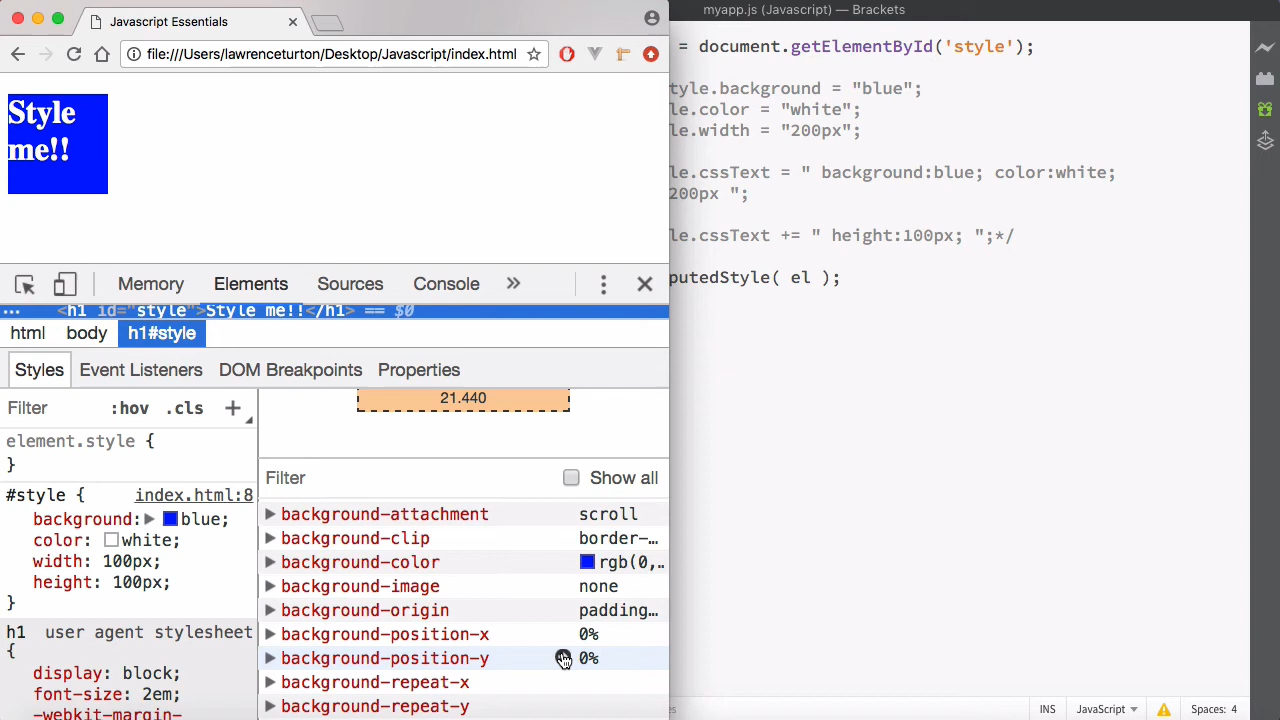 Javascript Essentials
file:///Users/lawrenceturton/Desktop/Javascript/index.html
Style
me!!
Memory
Elements
Sources
Console
<h1 id="style">Style me!!</h1> == $0
html
body
h1#style
Styles
Event Listeners
DOM Breakpoints
Properties
Filter
:hov
.cls
+
element.style {
}
#style {
index.html:8
background: blue;
color: white;
width: 100px;
height: 100px;
}
h1
user agent stylesheet
{
display: block;
font-size: 2em;
-webkit-margin-
21.440
Filter
Show all
background-attachment
scroll
background-clip
border-…
background-color
rgb(0,…
background-image
none
background-origin
padding…
background-position-x
0%
background-position-y
0%
background-repeat-x
background-repeat-y
myapp.js (Javascript) — Brackets
= document.getElementById('style');
tyle.background = "blue";
le.color = "white";
le.width = "200px";
le.cssText = " background:blue; color:white;
200px ";
le.cssText += " height:100px; ";*/
putedStyle( el );
es
INS
JavaScript
Spaces: 4